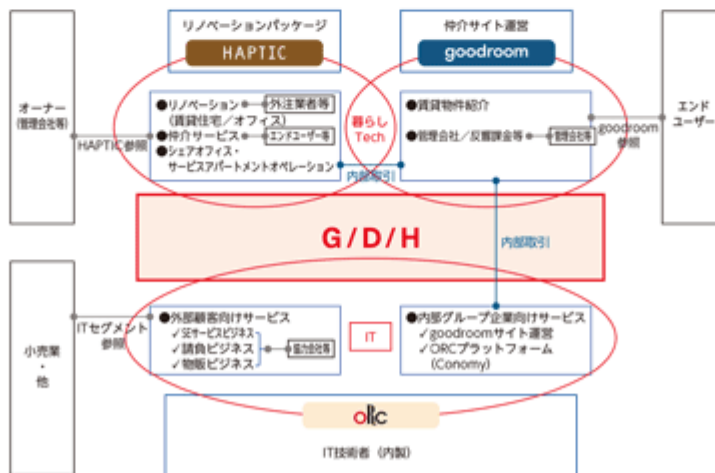 リノベーションパッケージ
HAPTIC
仲介サイト運営
goodroom
オーナー
(管理会社等)
HAPTIC参照
●リノベーション
外注業者等
(賃貸住宅/オフィス)
●仲介サービス
エンドユーザー等
●シェアオフィス・
サービスアパートメントオペレーション
暮らし
Tech
●賃貸物件紹介
●管理会社/反響課金等
管理会社等
goodroom
参照
エンド
ユーザー
内部取引
G/D/H
内部取引
小売業
・
他
ITセグメント
参照
●外部顧客向けサービス
✓SEサービスビジネス
✓請負ビジネス
✓物販ビジネス
協力会社等
IT
●内部グループ企業向けサービス
✓goodroomサイト運営
✓ORCプラットフォーム
(Conomy)
oRc
IT技術者(内製)